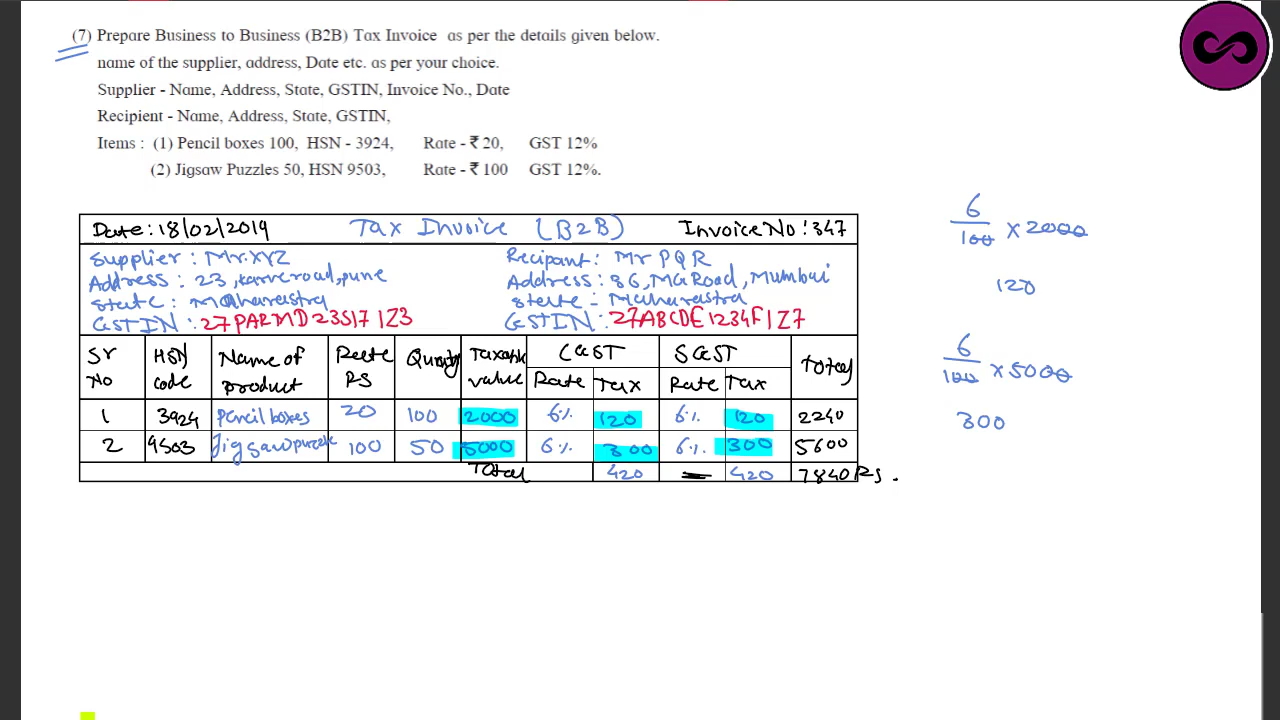 (7) Prepare Business to Business (B2B) Tax Invoice as per the details given below.
name of the supplier, address, Date etc. as per your choice.
Supplier - Name, Address, State, GSTIN, Invoice No., Date
Recipient - Name, Address, State, GSTIN,
Items : (1) Pencil boxes 100, HSN - 3924, Rate - ₹ 20, GST 12%
(2) Jigsaw Puzzles 50, HSN 9503, Rate - ₹ 100 GST 12%.
Date : 18/02/2019 Tax Invoice (B2B) Invoice No : 347
Supplier : Mr. XYZ Recipant : Mr PQR
Address : 23, karve road, pune Address : 86, MG Road, Mumbai
State : Maharastra State - Maharastra
GSTIN : 27PARMD23S171Z3 GSTIN : 27ABCDE1234F1Z7
Sr No HSN code Name of product Rate RS Quantity Taxable value CGST SGST Total
Rate Tax Rate Tax
1 3924 Pencil boxes 20 100 2000 6% 120 6% 120 2240
2 9503 Jigsaw puzzle 100 50 5000 6% 300 6% 300 5600
Total 420 420 7840 Rs.
6/100 × 2000
120
6/100 × 5000
300